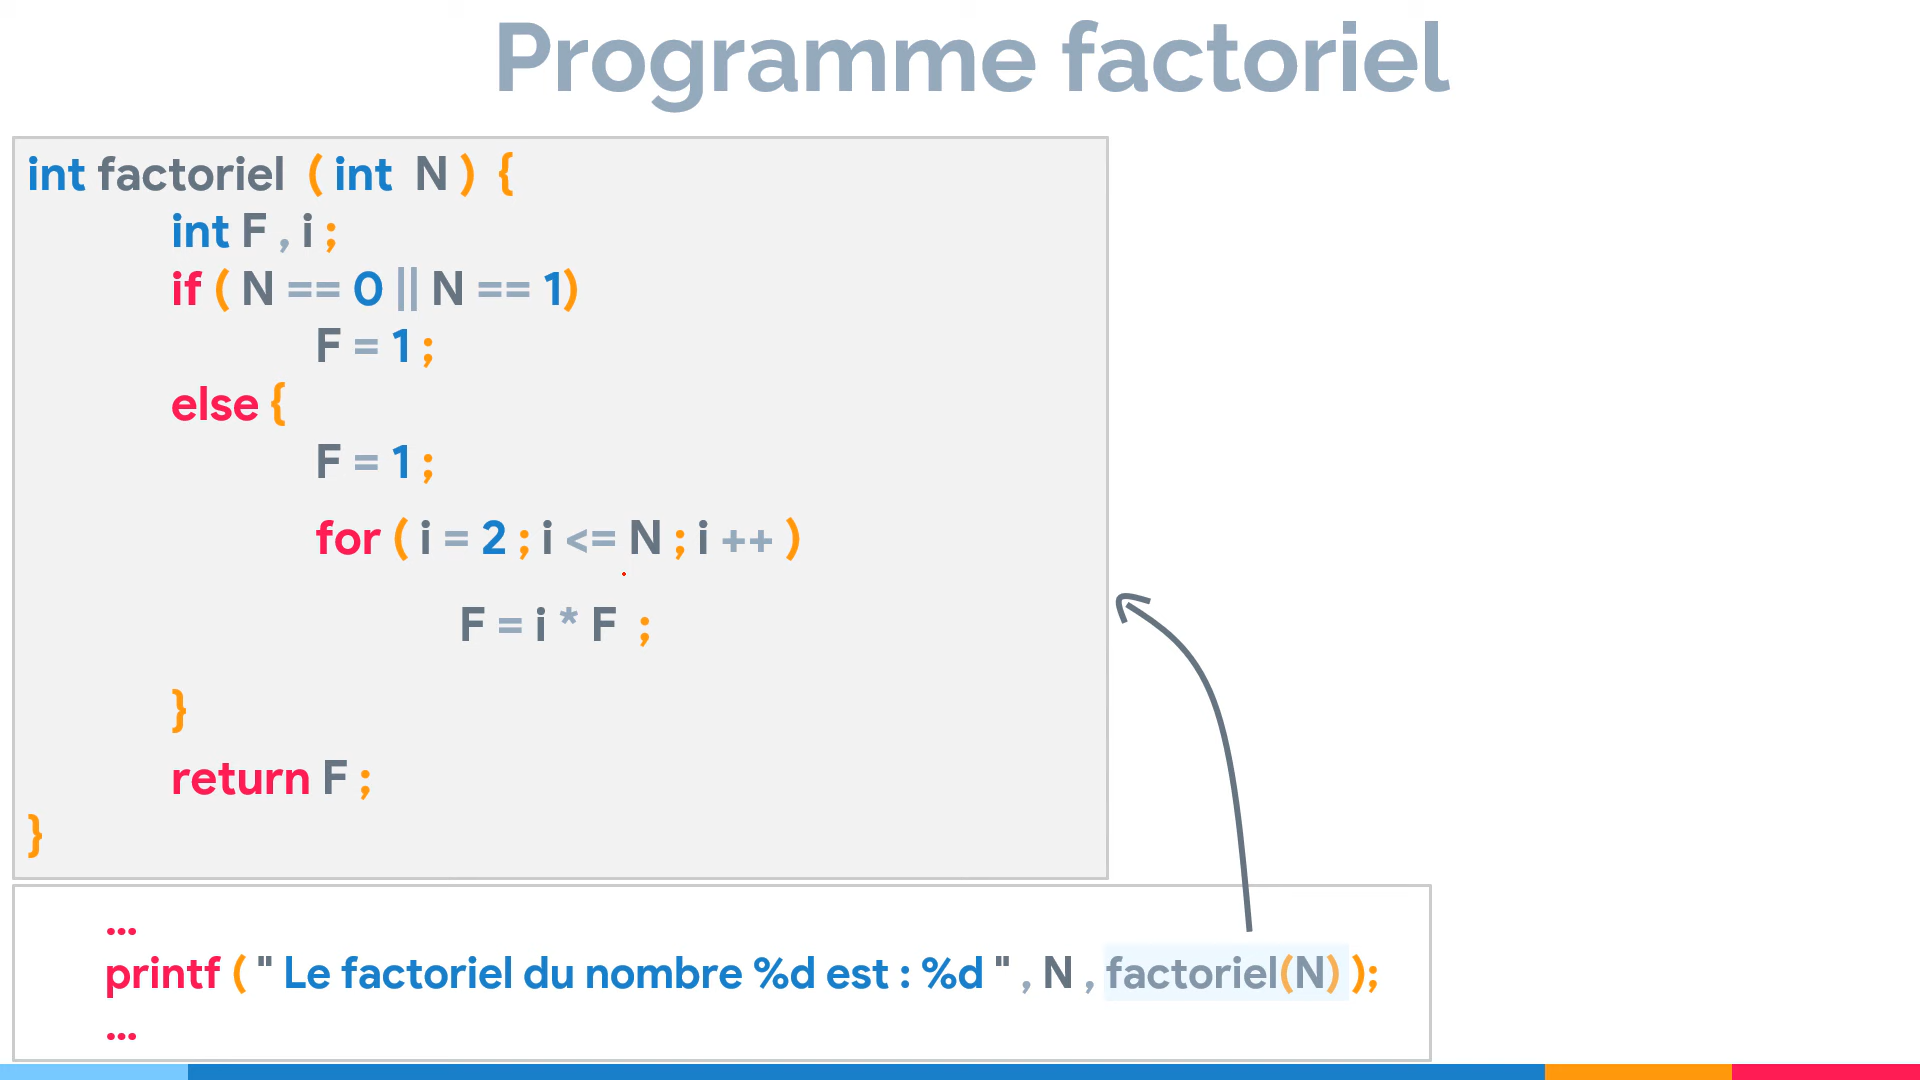 Programme factoriel
int factoriel ( int N ) {
int F , i ;
if ( N == 0 || N == 1)
F = 1 ;
else {
F = 1 ;
for ( i = 2 ; i <= N ; i ++ )
F = i * F ;
}
return F ;
}
...
printf ( " Le factoriel du nombre %d est : %d " , N , factoriel(N) );
...